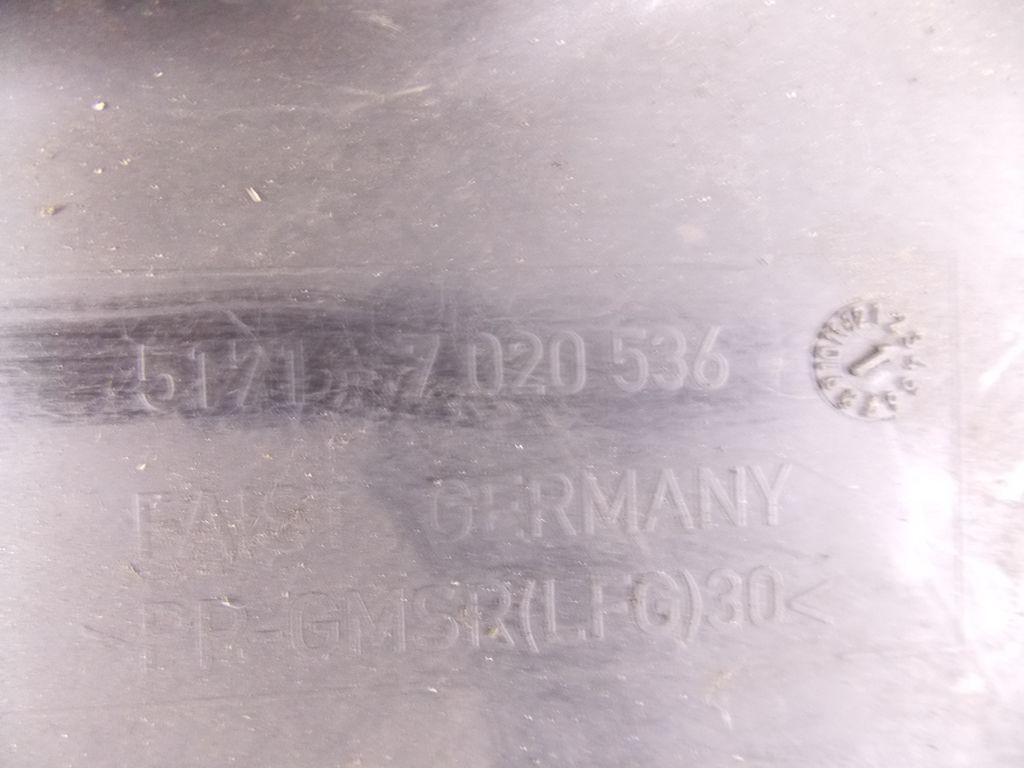 5171 - 7 020 536
FAIST GERMANY
>PP-GMSR(LFG)30<